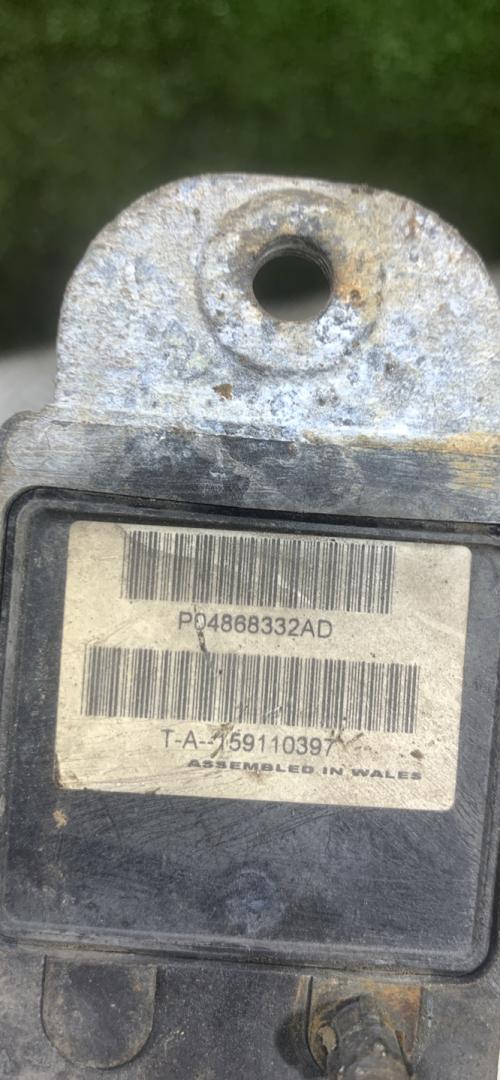 P04868332AD
T-A--159110397
ASSEMBLED IN WALES